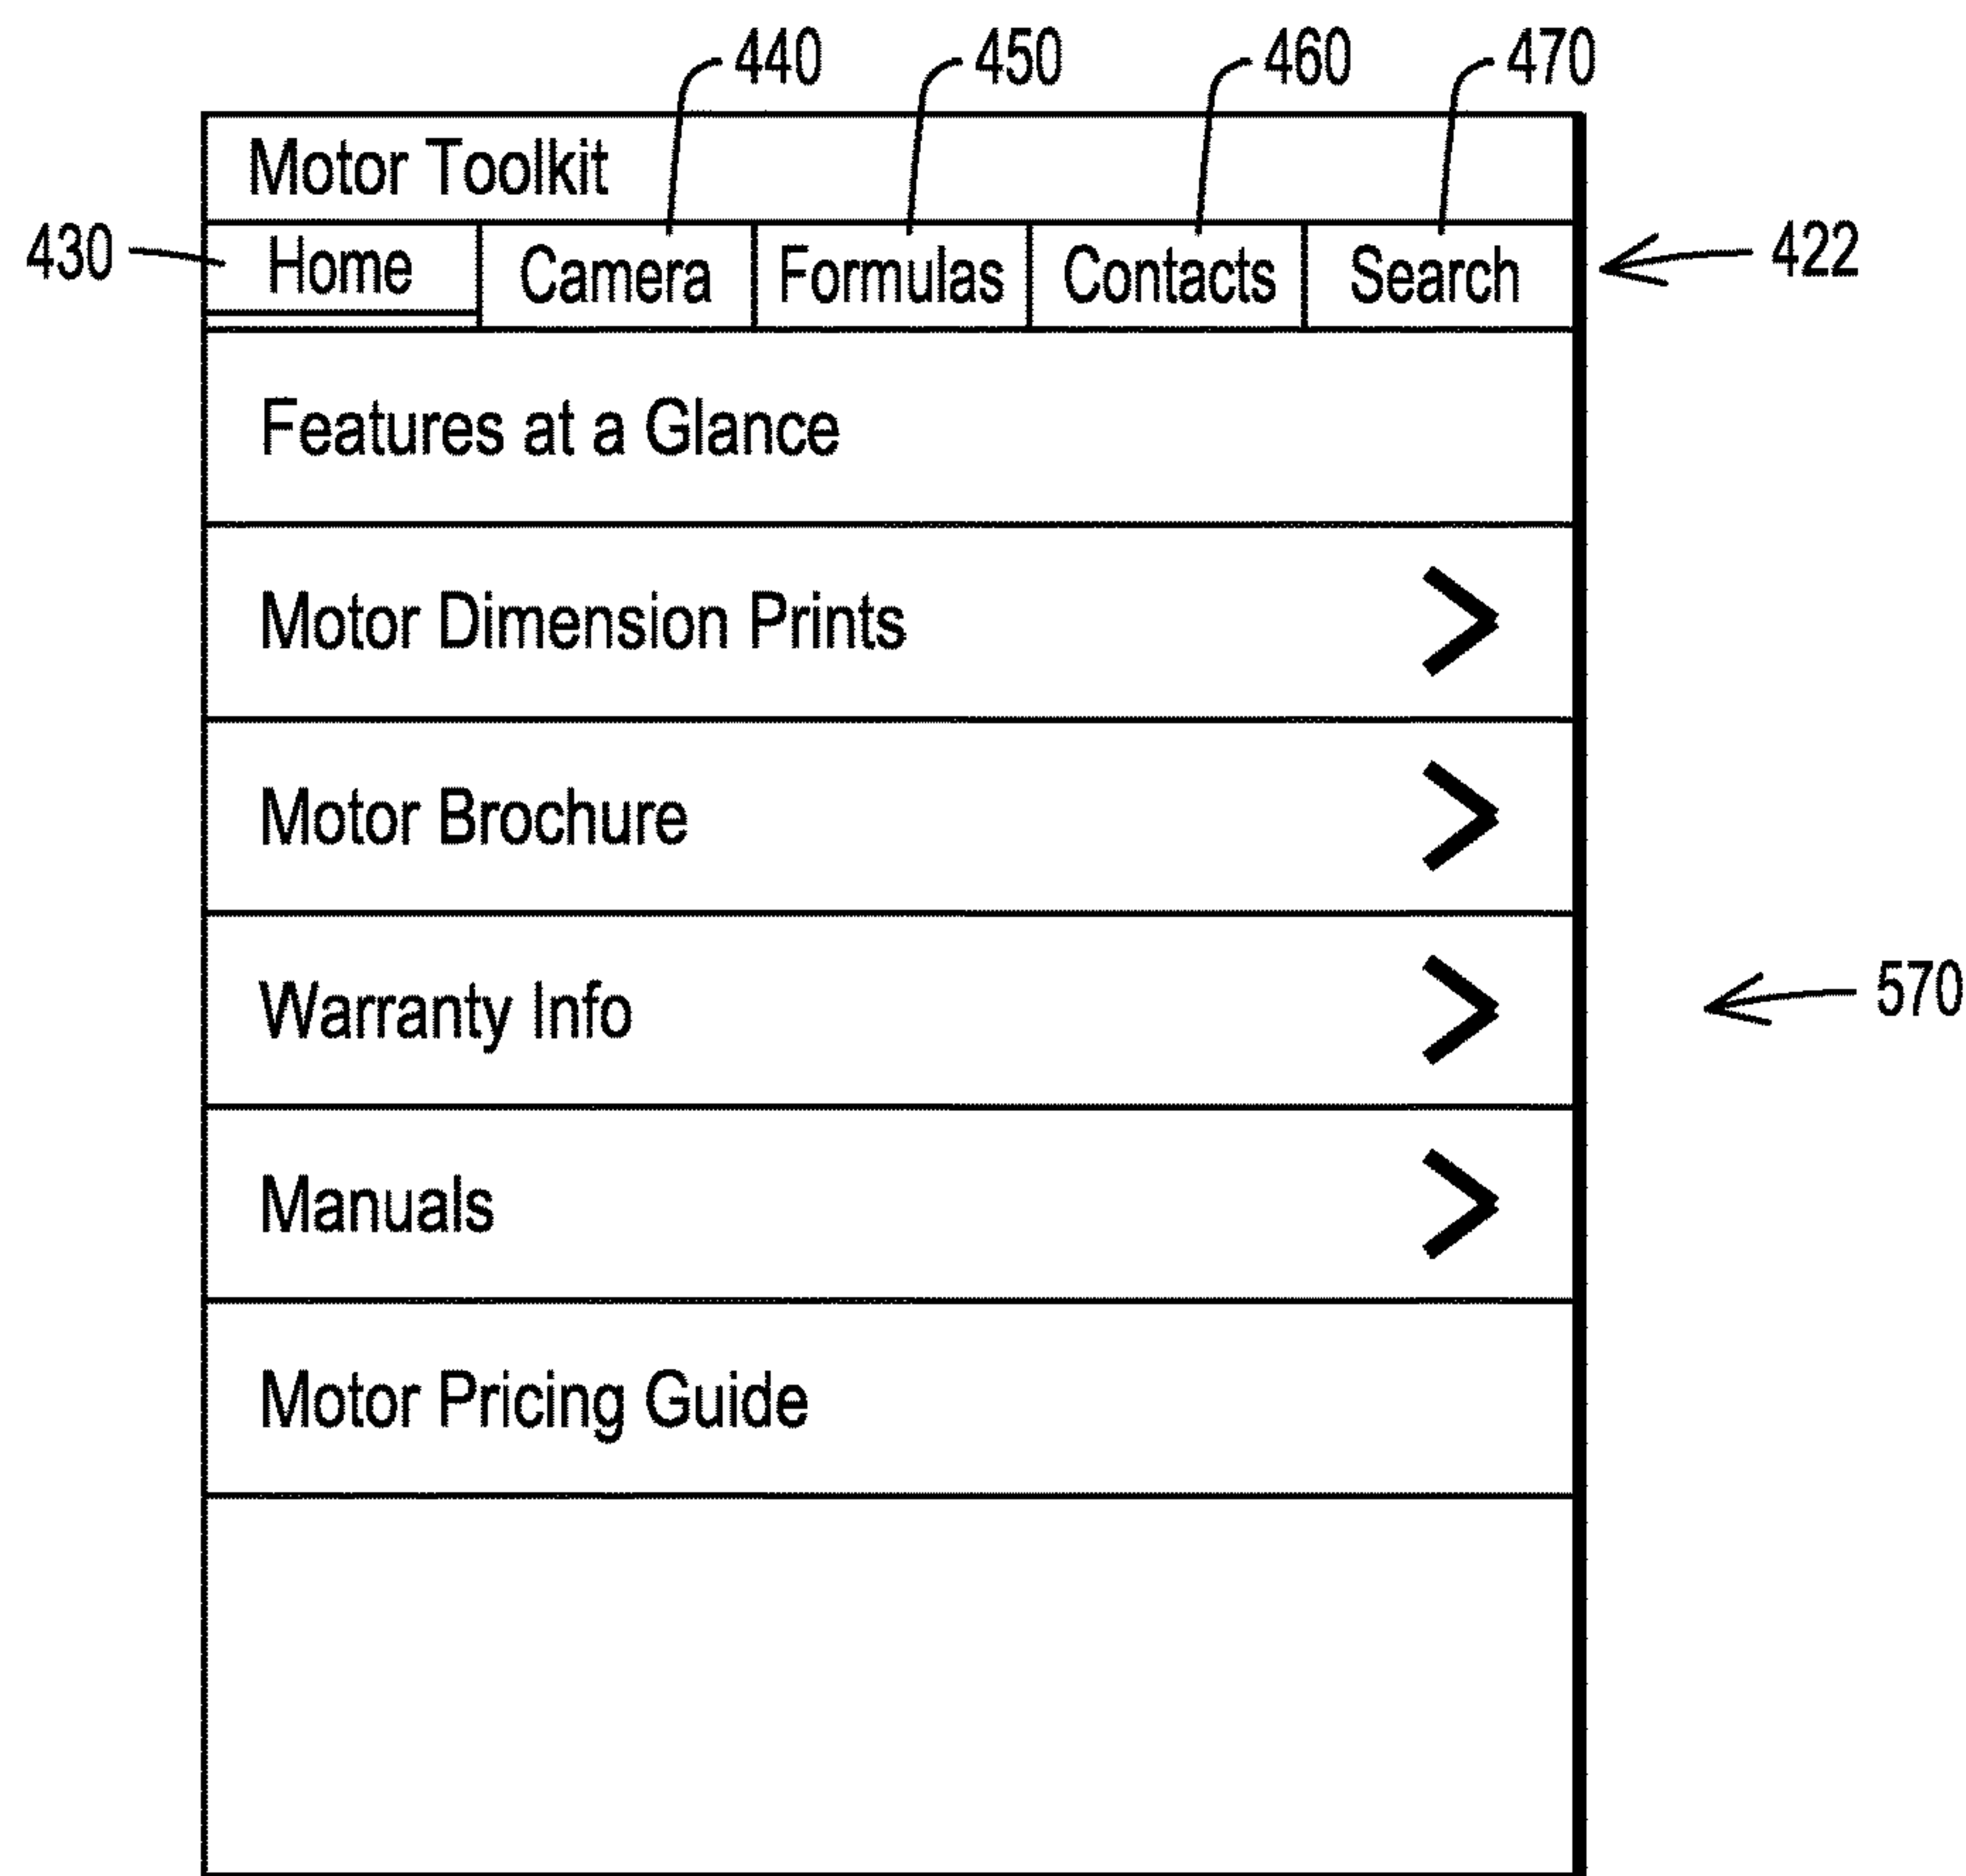 440 450 460 470
Motor Toolkit
430 Home Camera Formulas Contacts Search 422
Features at a Glance
Motor Dimension Prints
Motor Brochure
Warranty Info 570
Manuals
Motor Pricing Guide